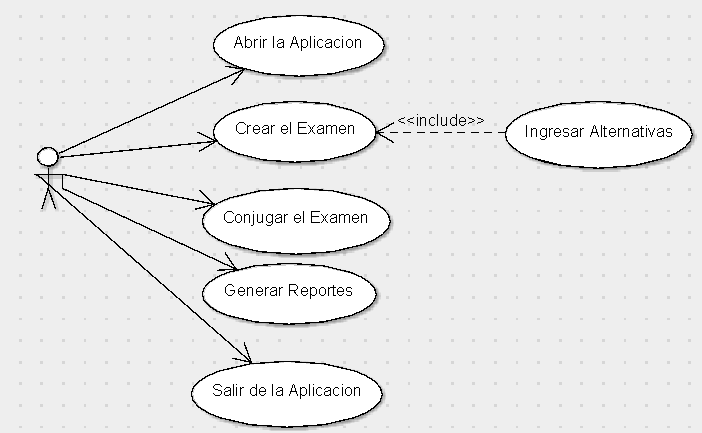 Abrir la Aplicacion
Crear el Examen
<<include>>
Ingresar Alternativas
Conjugar el Examen
Generar Reportes
Salir de la Aplicacion